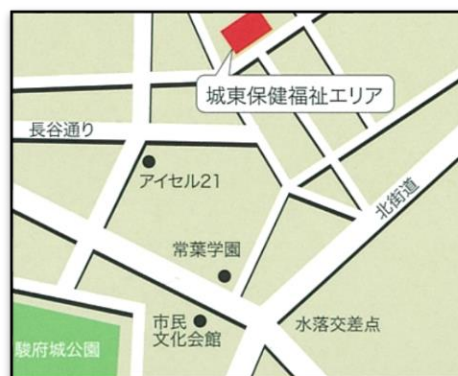 城東保健福祉エリア
長谷通り
アイセル21
北街道
常葉学園
市民
文化会館
水落交差点
駿府城公園